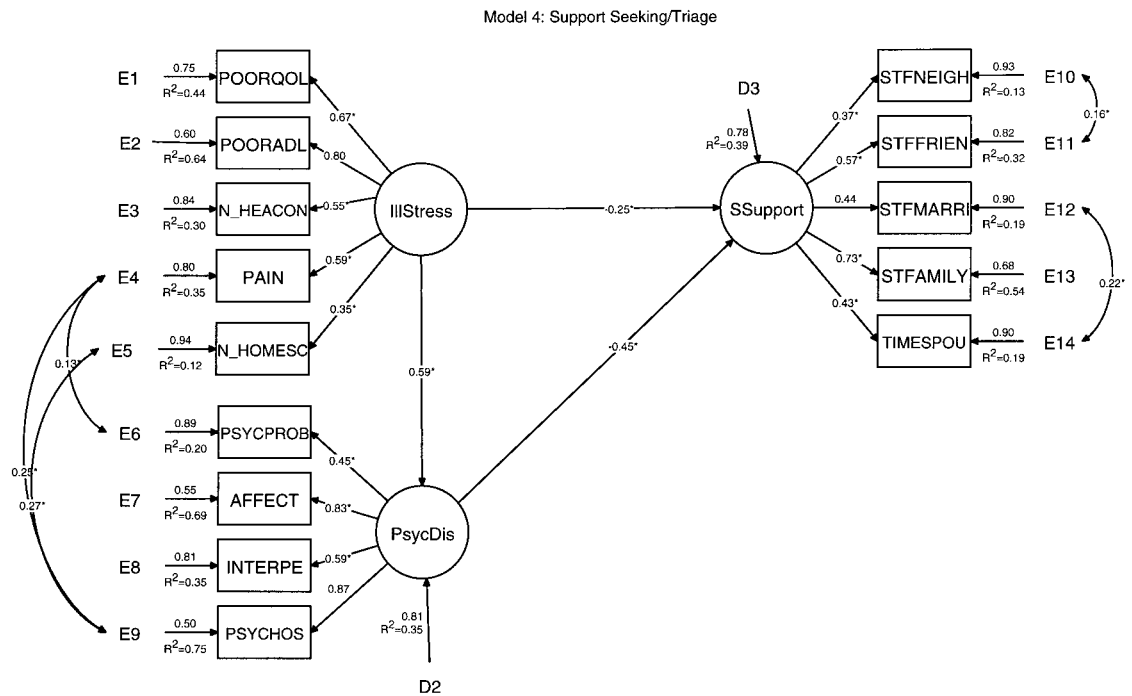 Model 4: Support Seeking/Triage
E1
0.75
R²=0.44
POORQOL
0.67*
E2
0.60
R²=0.64
POORADL
0.80
E3
0.84
R²=0.30
N_HEACON
0.55*
E4
0.80
R²=0.35
PAIN
0.59*
E5
0.94
R²=0.12
N_HOMESC
0.35*
IllStress
0.13*
0.25*
0.27*
E6
0.89
R²=0.20
PSYCPROB
0.45*
E7
0.55
R²=0.69
AFFECT
0.83*
E8
0.81
R²=0.35
INTERPE
0.59*
E9
0.50
R²=0.75
PSYCHOS
0.87
PsycDis
0.81
R²=0.35
D2
0.59*
-0.25*
-0.45*
D3
0.78
R²=0.39
SSupport
0.37*
STFNEIGH
0.93
R²=0.13
E10
0.16*
0.57*
STFFRIEN
0.82
R²=0.32
E11
0.44
STFMARRI
0.90
R²=0.19
E12
0.73*
STFAMILY
0.68
R²=0.54
E13
0.22*
0.43*
TIMESPOU
0.90
R²=0.19
E14